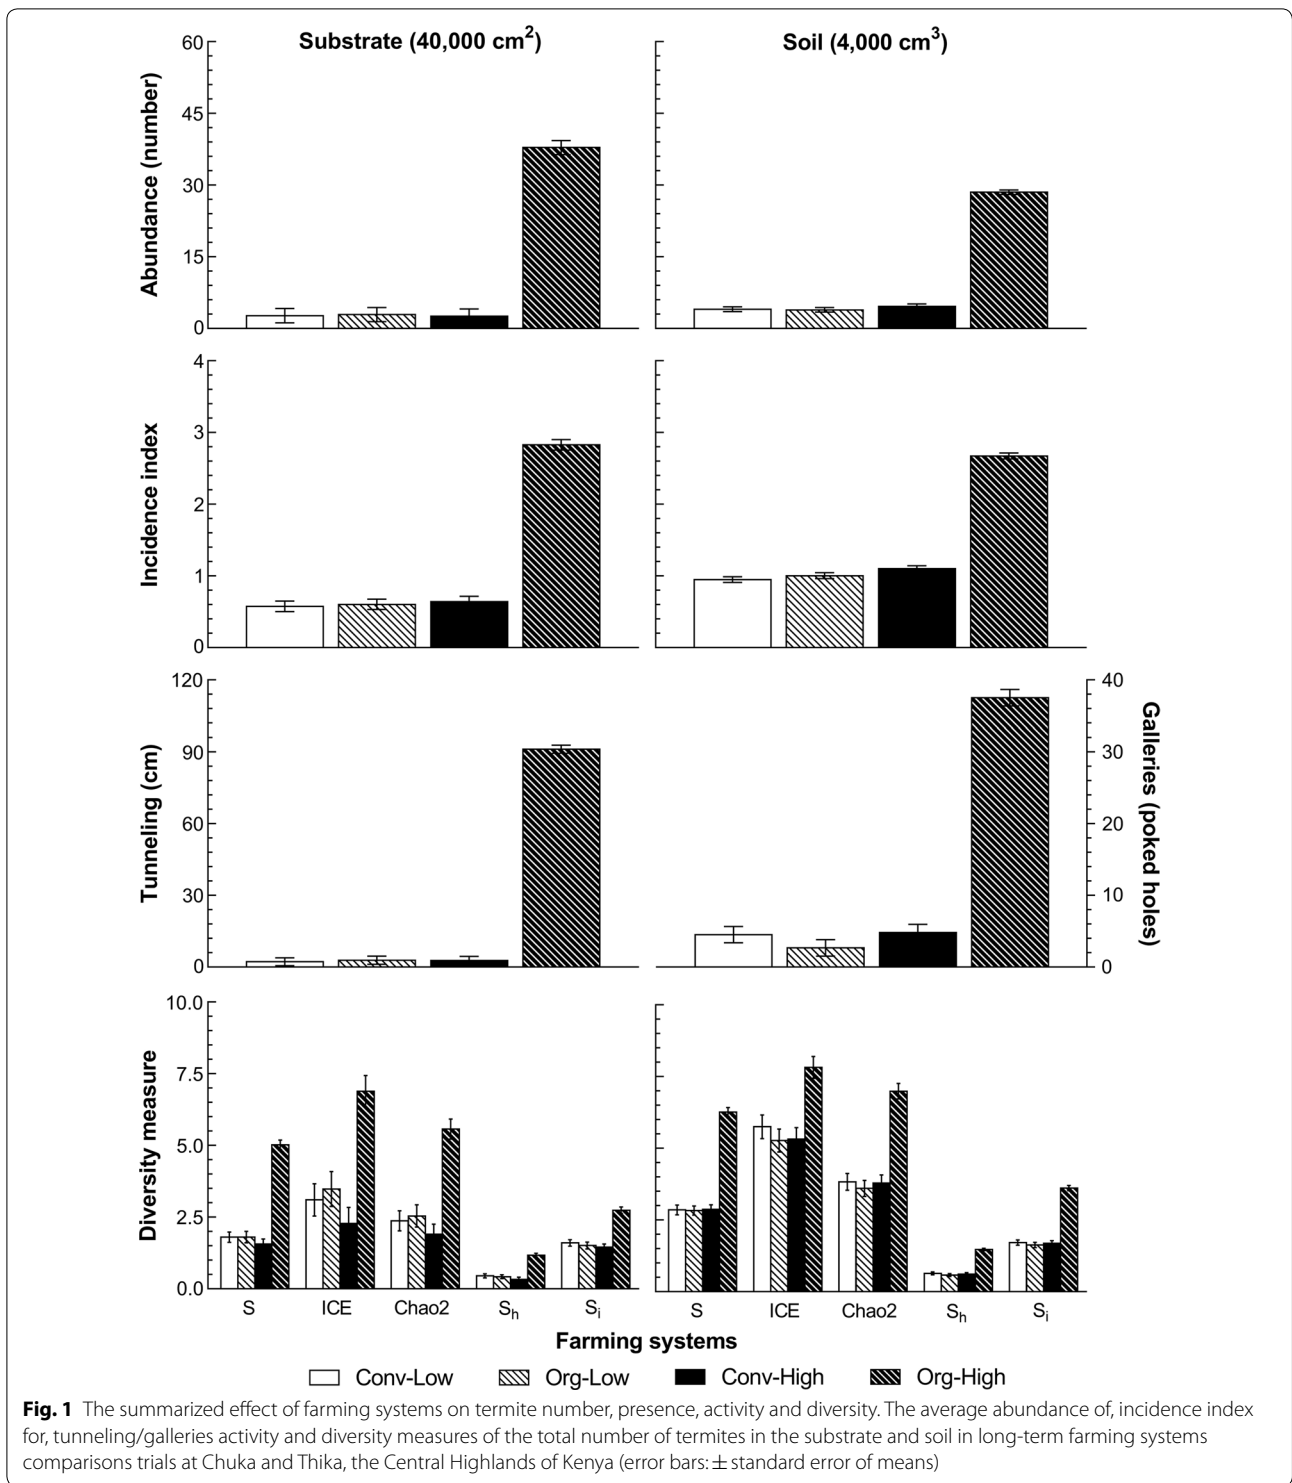 Substrate (40,000 cm²)
Soil (4,000 cm³)
Abundance (number)
60
45
30
15
0
Incidence index
4
3
2
1
0
Tunneling (cm)
120
90
60
30
0
Galleries (poked holes)
40
30
20
10
0
Diversity measure
10.0
7.5
5.0
2.5
0.0
S ICE Chao2 Sh Si
S ICE Chao2 Sh Si
Farming systems
Conv-Low Org-Low Conv-High Org-High
Fig. 1 The summarized effect of farming systems on termite number, presence, activity and diversity. The average abundance of, incidence index
for, tunneling/galleries activity and diversity measures of the total number of termites in the substrate and soil in long-term farming systems
comparisons trials at Chuka and Thika, the Central Highlands of Kenya (error bars: ± standard error of means)